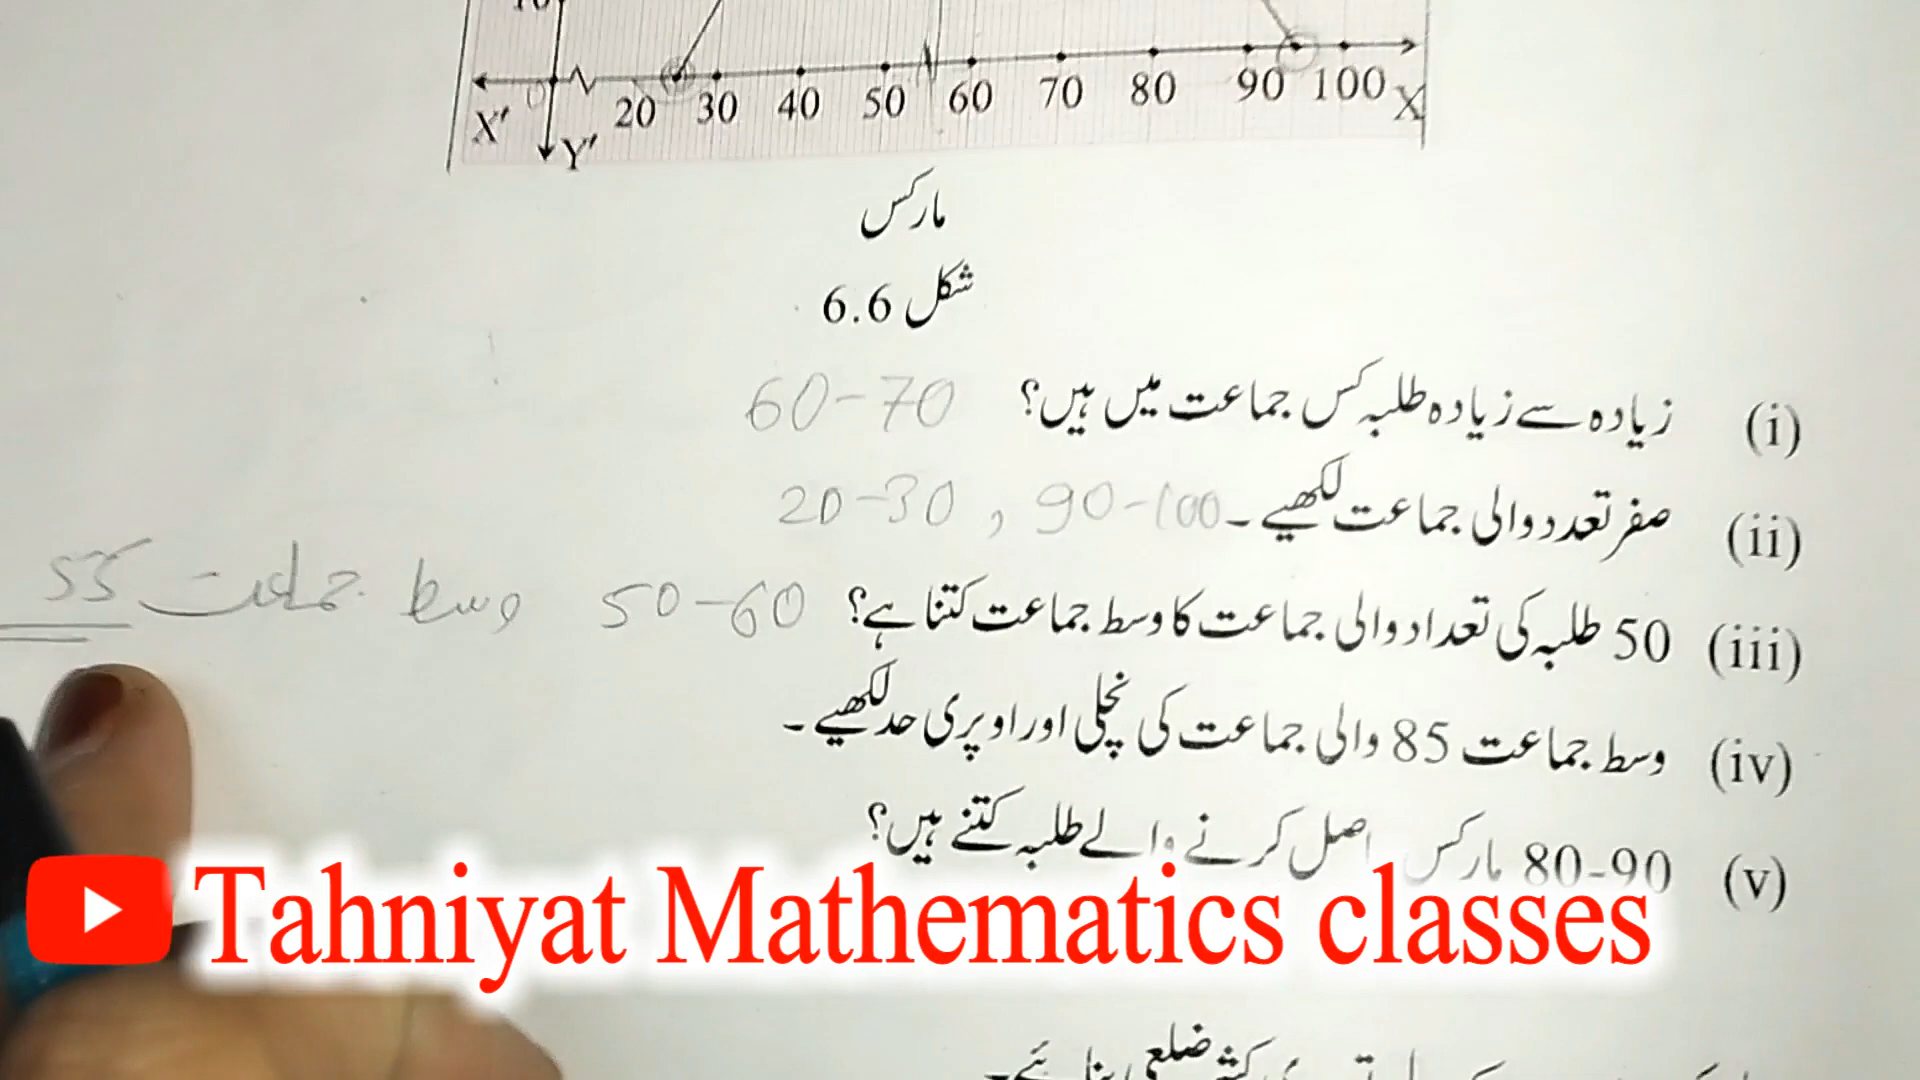 10
20 30 40 50 60 70 80 90 100 X
X' Y'
مارکس
شکل 6.6
(i) زیادہ سے زیادہ طلبہ کس جماعت میں ہیں؟ 60-70
(ii) صفر تعدد والی جماعت لکھیے۔ 20-30 , 90-100
(iii) 50 طلبہ کی تعداد والی جماعت کا وسط جماعت کتنا ہے؟ 50-60 وسط جماعت 55
(iv) وسط جماعت 85 والی جماعت کی نچلی اور اوپری حد لکھیے۔
(v) 80-90 مارکس اصل کرنے والے طلبہ کتنے ہیں؟
Tahniyat Mathematics classes